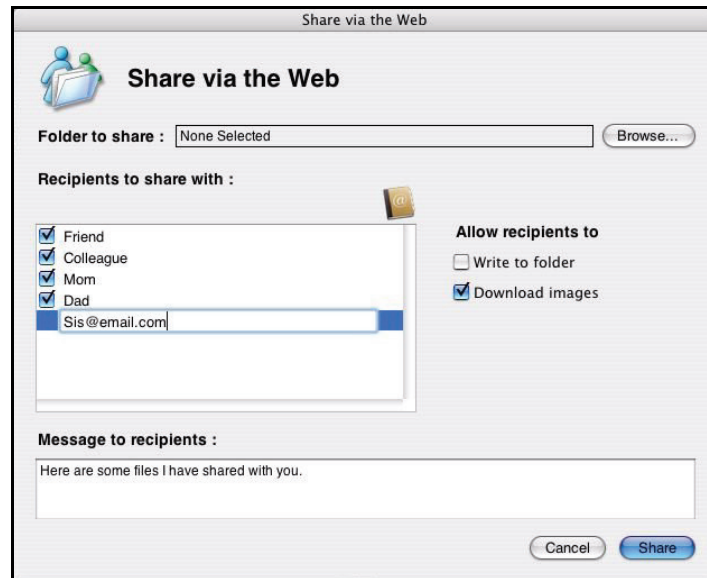 Share via the Web
Share via the Web
Folder to share : None Selected Browse...
Recipients to share with :
@
Friend
Colleague
Mom
Dad
Sis@email.com
Allow recipients to
Write to folder
Download images
Message to recipients :
Here are some files I have shared with you.
Cancel Share